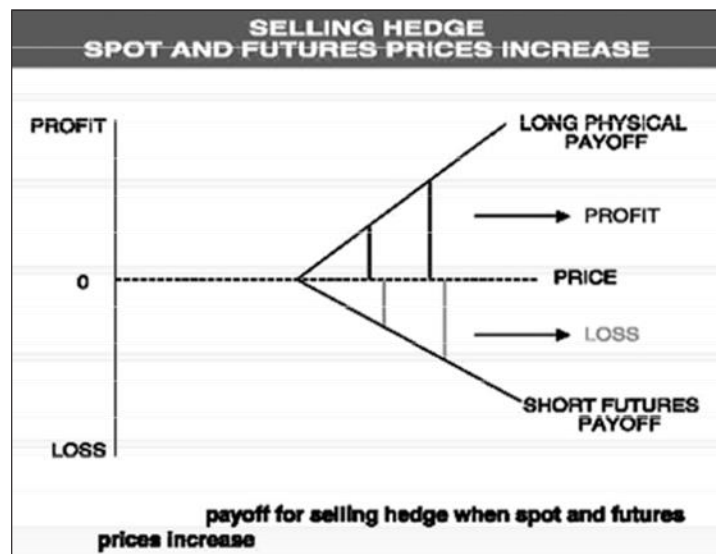 SELLING HEDGE
SPOT AND FUTURES PRICES INCREASE
PROFIT
LONG PHYSICAL
PAYOFF
PROFIT
0
PRICE
LOSS
SHORT FUTURES
PAYOFF
LOSS
payoff for selling hedge when spot and futures
prices increase